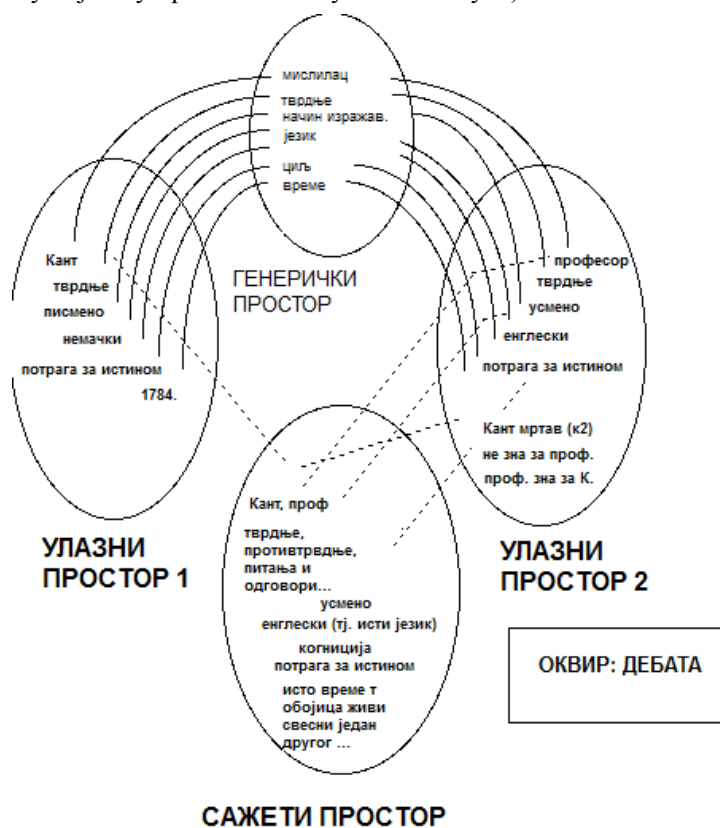 мислилац
тврдње
начин изражав.
језик
циљ
време
ГЕНЕРИЧКИ
ПРОСТОР
Кант
тврдње
писмено
немачки
потрага за истином
1784.
УЛАЗНИ
ПРОСТОР 1
професор
тврдње
усмено
енглески
потрага за истином
Кант мртав (к2)
не зна за проф.
проф. зна за К.
УЛАЗНИ
ПРОСТОР 2
Кант, проф
тврдње,
противтрвдње,
питања и
одговори...
усмено
енглески (тј. исти језик)
когниција
потрага за истином
исто време т
обојица живи
свесни један
другог ...
ОКВИР: ДЕБАТА
САЖЕТИ ПРОСТОР